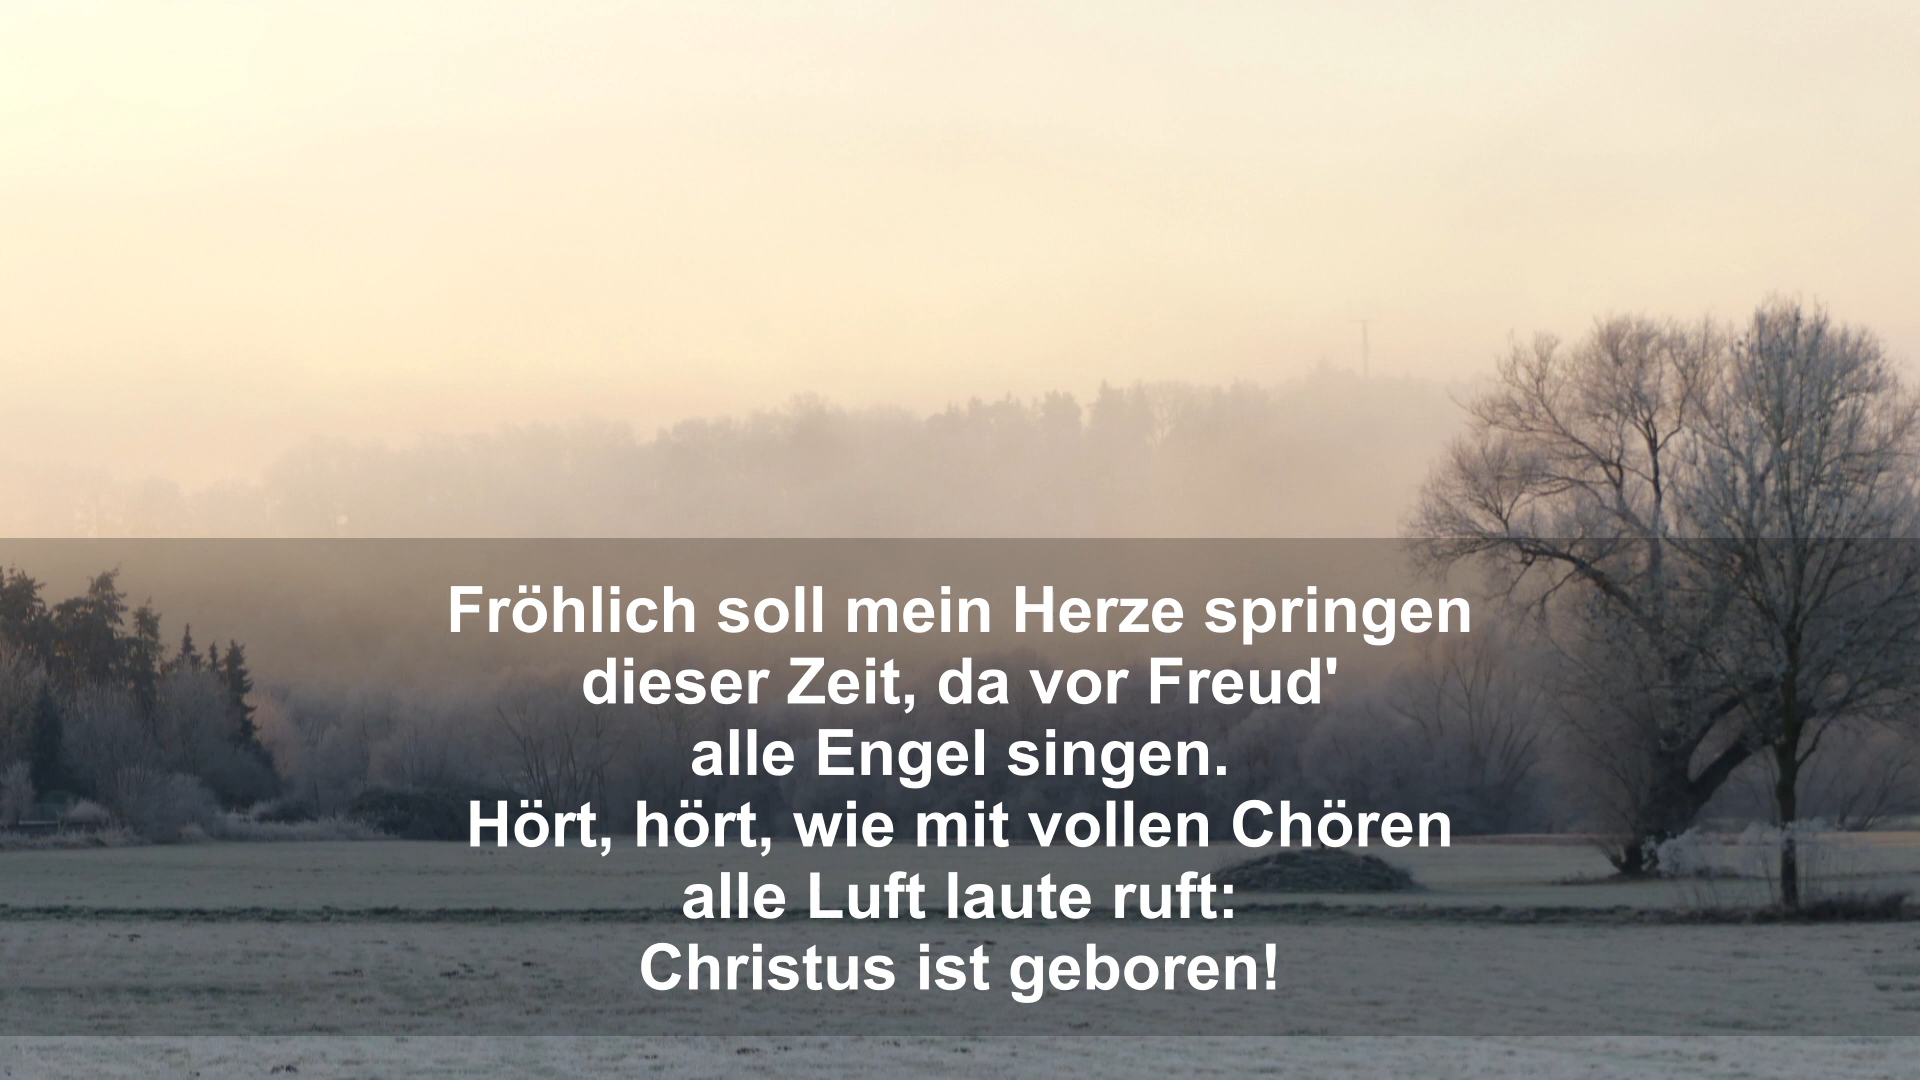 Fröhlich soll mein Herze springen
dieser Zeit, da vor Freud'
alle Engel singen.
Hört, hört, wie mit vollen Chören
alle Luft laute ruft:
Christus ist geboren!